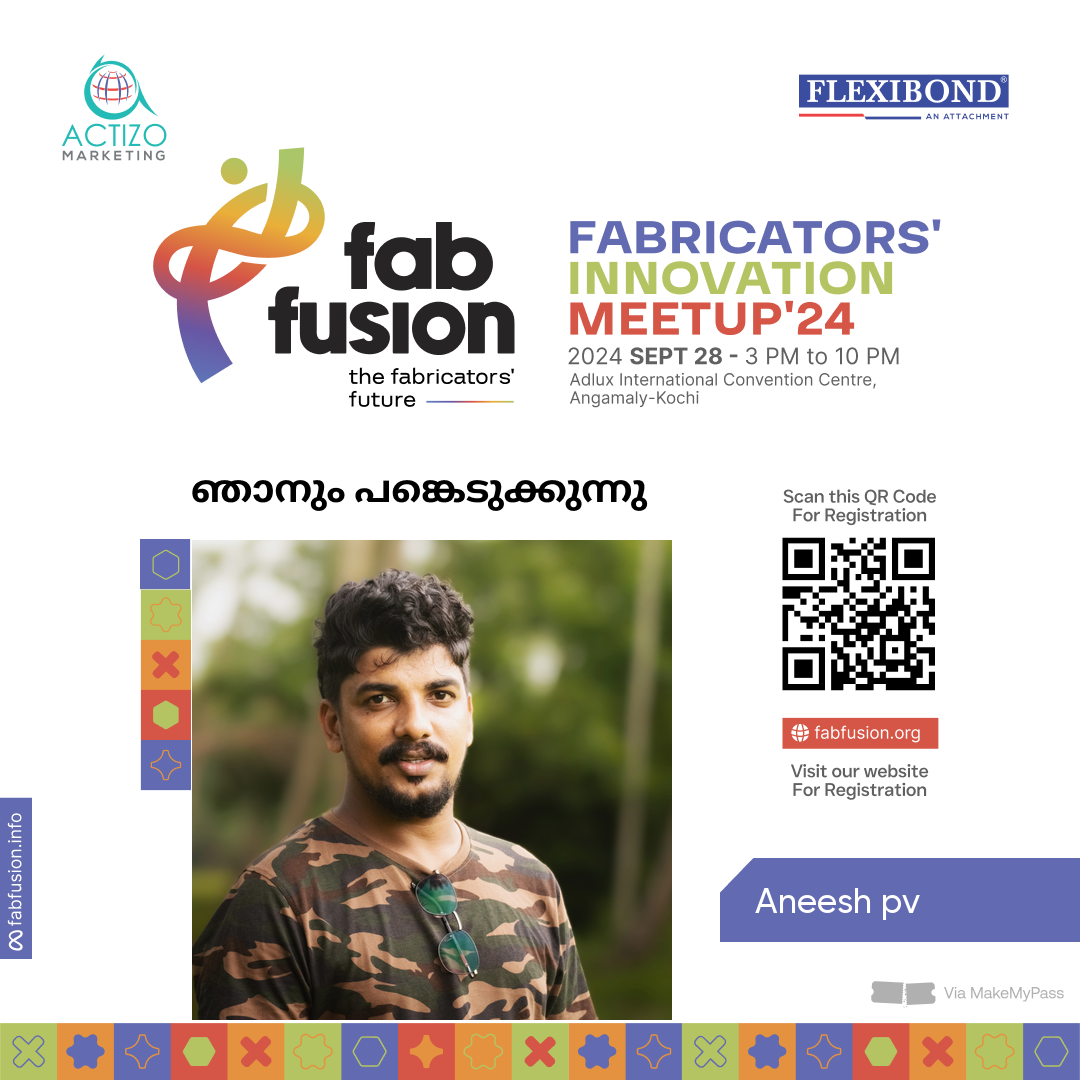 ACTIZO
MARKETING
FLEXIBOND®
AN ATTACHMENT
fab
fusion
the fabricators'
future
FABRICATORS'
INNOVATION
MEETUP'24
2024 SEPT 28 - 3 PM to 10 PM
Adlux International Convention Centre,
Angamaly-Kochi
ഞാനും പങ്കെടുക്കുന്നു
Scan this QR Code
For Registration
fabfusion.org
Visit our website
For Registration
fabfusion.info
Aneesh pv
Via MakeMyPass